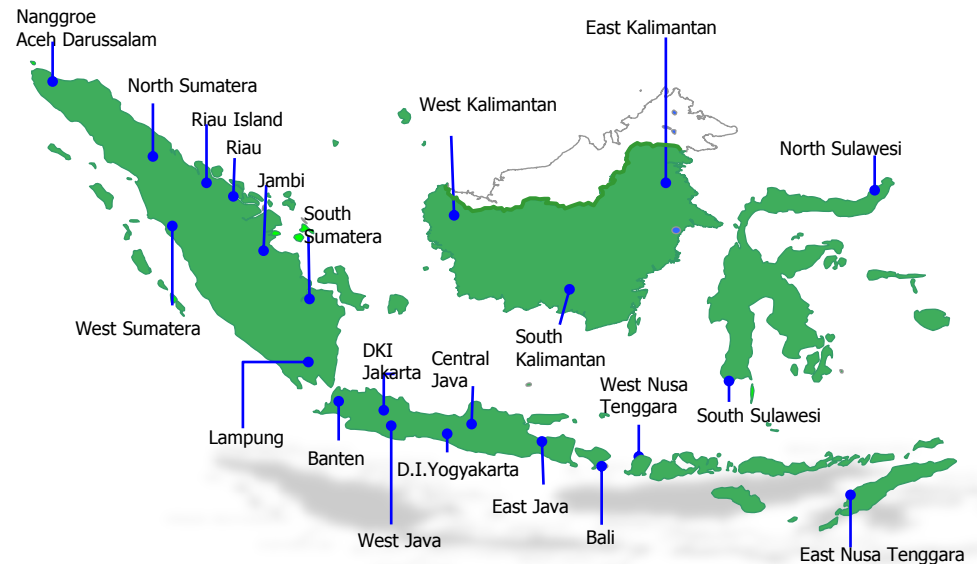 Nanggroe
Aceh Darussalam
East Kalimantan
North Sumatera
West Kalimantan
Riau Island
Riau
North Sulawesi
Jambi
South
Sumatera
West Sumatera
South
Kalimantan
DKI
Jakarta
Central
Java
West Nusa
Tenggara
South Sulawesi
Lampung
Banten
D.I.Yogyakarta
East Java
West Java
Bali
East Nusa Tenggara